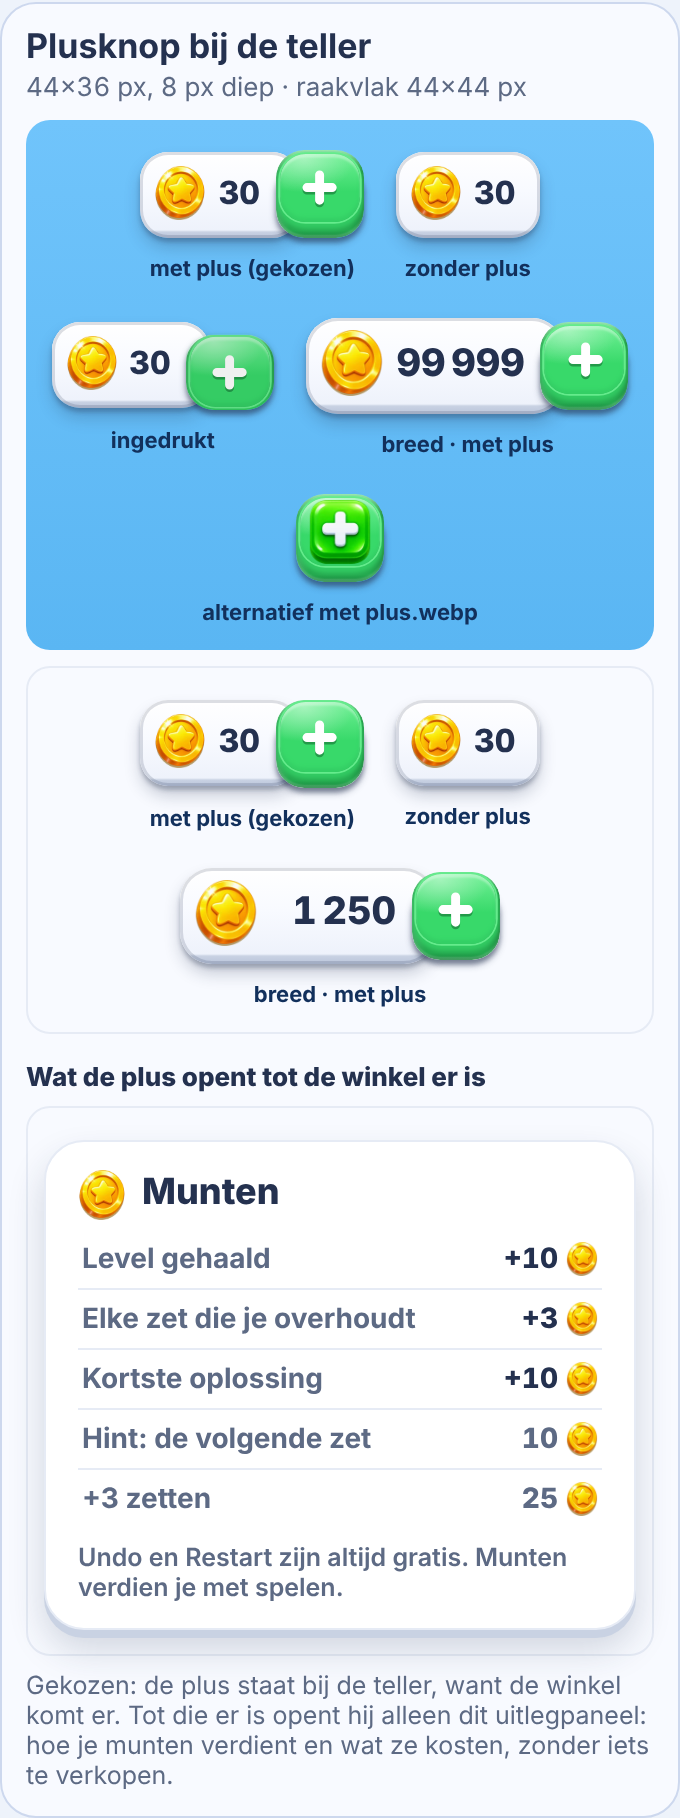 Plusknop bij de teller
44×36 px, 8 px diep · raakvlak 44×44 px
30
30
met plus (gekozen)
zonder plus
30
99 999
ingedrukt
breed · met plus
alternatief met plus.webp
30
30
met plus (gekozen)
zonder plus
1 250
breed · met plus
Wat de plus opent tot de winkel er is
Munten
Level gehaald +10
Elke zet die je overhoudt +3
Kortste oplossing +10
Hint: de volgende zet 10
+3 zetten 25
Undo en Restart zijn altijd gratis. Munten
verdien je met spelen.
Gekozen: de plus staat bij de teller, want de winkel
komt er. Tot die er is opent hij alleen dit uitlegpaneel:
hoe je munten verdient en wat ze kosten, zonder iets
te verkopen.